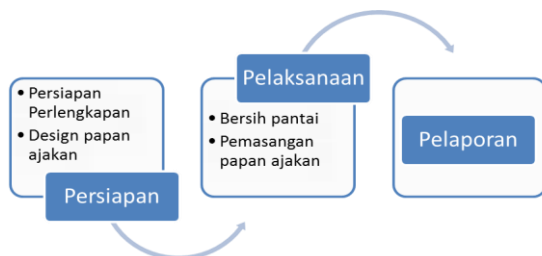 • Persiapan
Perlengkapan
• Design papan
ajakan
Persiapan
Pelaksanaan
• Bersih pantai
• Pemasangan
papan ajakan
Pelaporan